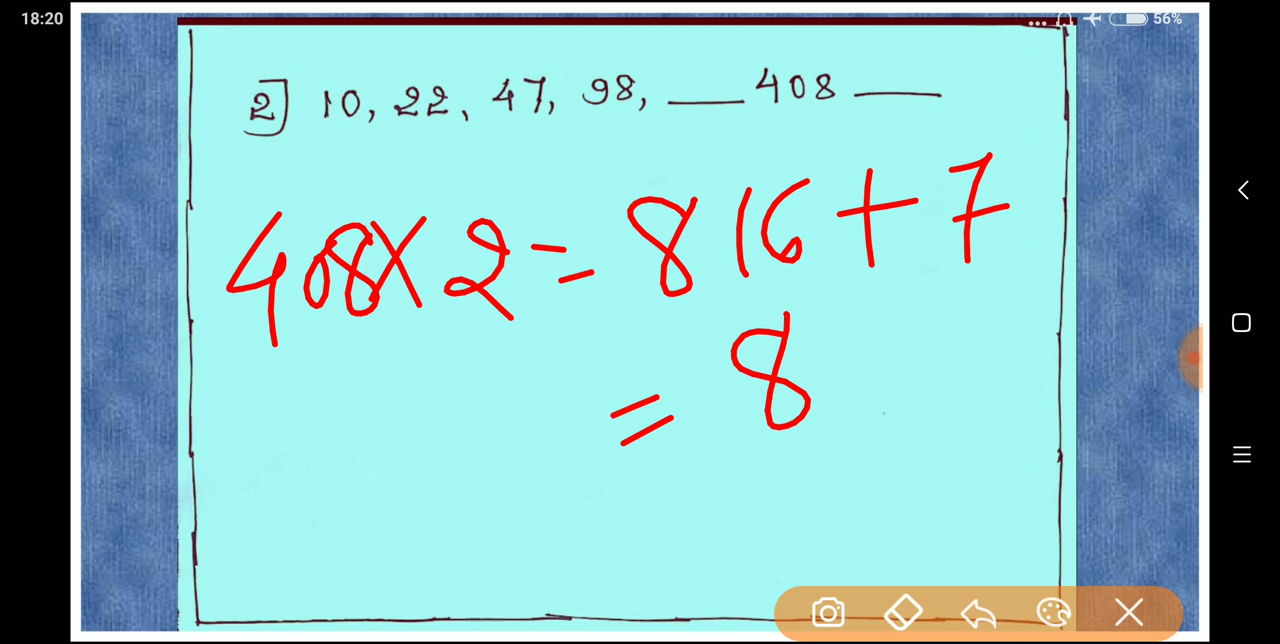 18:20
56%
2] 10, 22, 47, 98, ___ 408 ___
408 × 2 = 816 + 7
= 8